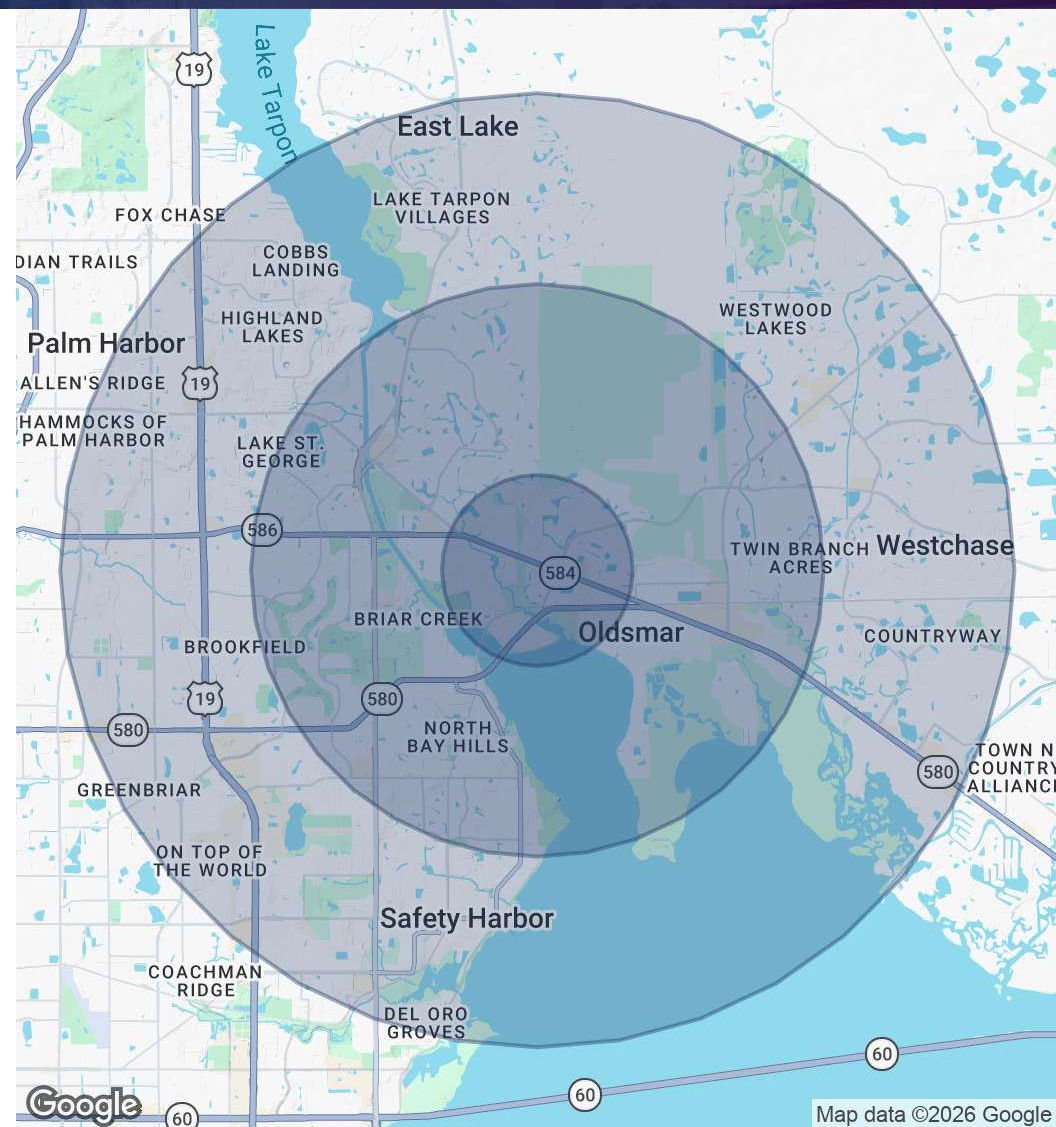 Lake Tarpon
19
East Lake
LAKE TARPON
VILLAGES
FOX CHASE
COBBS
LANDING
DIAN TRAILS
HIGHLAND
LAKES
WESTWOOD
LAKES
Palm Harbor
ALLEN'S RIDGE
19
HAMMOCKS OF
PALM HARBOR
LAKE ST.
GEORGE
586
584
TWIN BRANCH
ACRES
Westchase
BRIAR CREEK
Oldsmar
COUNTRYWAY
BROOKFIELD
19
580
580
NORTH
BAY HILLS
580
TOWN N
COUNTRY
ALLIANC
GREENBRIAR
ON TOP OF
THE WORLD
Safety Harbor
COACHMAN
RIDGE
DEL ORO
GROVES
60
60
60
Google
Map data ©2026 Google